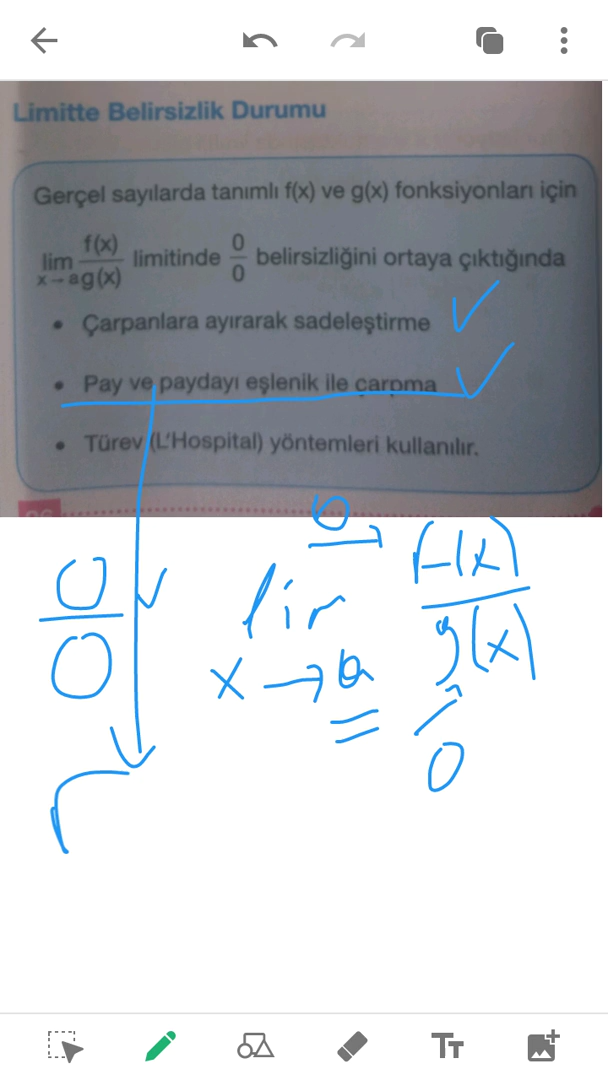 Limitte Belirsizlik Durumu
Gerçel sayılarda tanımlı f(x) ve g(x) fonksiyonları için
lim x→a f(x)/g(x) limitinde 0/0 belirsizliğini ortaya çıktığında
• Çarpanlara ayırarak sadeleştirme
• Pay ve paydayı eşlenik ile çarpma
• Türev (L'Hospital) yöntemleri kullanılır.
0
0/0
lim x→a f(x)/g(x)
0
Tт